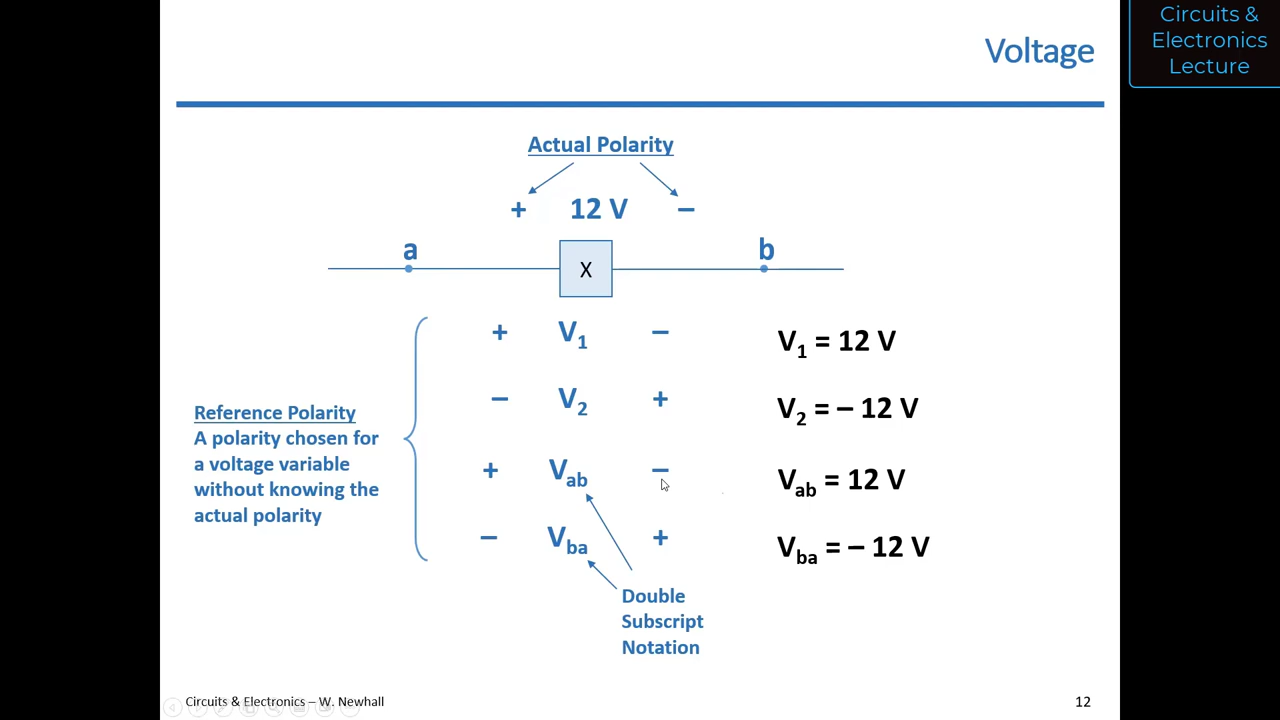 Circuits &
Electronics
Lecture
Voltage
Actual Polarity
+ 12 V –
a b
X
+ V₁ – V₁ = 12 V
– V₂ + V₂ = – 12 V
Reference Polarity
A polarity chosen for
a voltage variable
without knowing the
actual polarity
+ Vab – Vab = 12 V
– Vba + Vba = – 12 V
Double
Subscript
Notation
Circuits & Electronics – W. Newhall
12